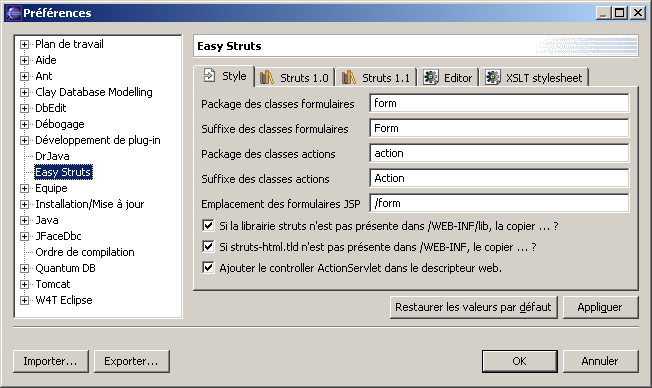 Préférences
Plan de travail
Aide
Ant
Clay Database Modelling
DbEdit
Débogage
Développement de plug-in
DrJava
Easy Struts
Equipe
Installation/Mise à jour
Java
JFaceDbc
Ordre de compilation
Quantum DB
Tomcat
W4T Eclipse
Easy Struts
Style Struts 1.0 Struts 1.1 Editor XSLT stylesheet
Package des classes formulaires form
Suffixe des classes formulaires Form
Package des classes actions action
Suffixe des classes actions Action
Emplacement des formulaires JSP /form
Si la librairie struts n'est pas présente dans /WEB-INF/lib, la copier ... ?
Si struts-html.tld n'est pas présente dans /WEB-INF, le copier ... ?
Ajouter le controller ActionServlet dans le descripteur web.
Restaurer les valeurs par défaut Appliquer
Importer... Exporter... OK Annuler